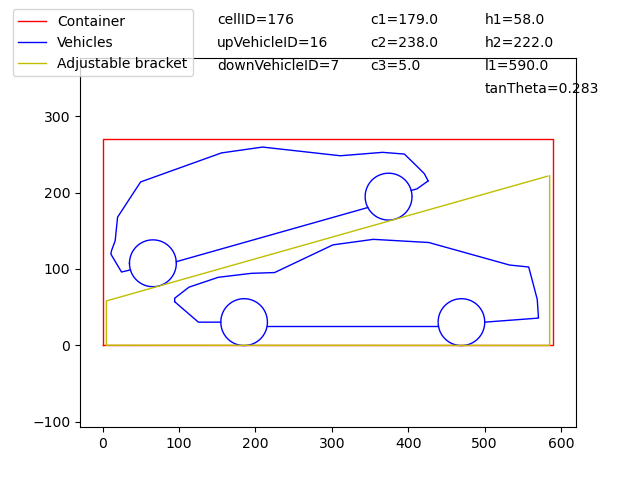 Container
Vehicles
Adjustable bracket
cellID=176
upVehicleID=16
downVehicleID=7
c1=179.0
c2=238.0
c3=5.0
h1=58.0
h2=222.0
l1=590.0
tanTheta=0.283
300
200
100
0
−100
0 100 200 300 400 500 600